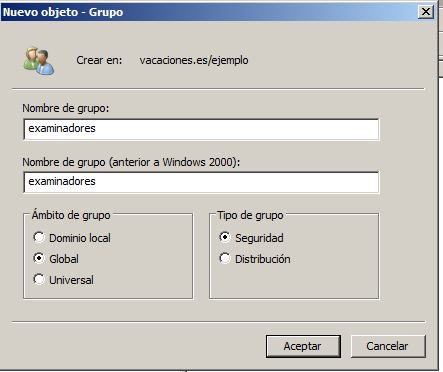 Nuevo objeto - Grupo
Crear en: vacaciones.es/ejemplo
Nombre de grupo:
examinadores
Nombre de grupo (anterior a Windows 2000):
examinadores
Ámbito de grupo
Dominio local
Global
Universal
Tipo de grupo
Seguridad
Distribución
Aceptar
Cancelar